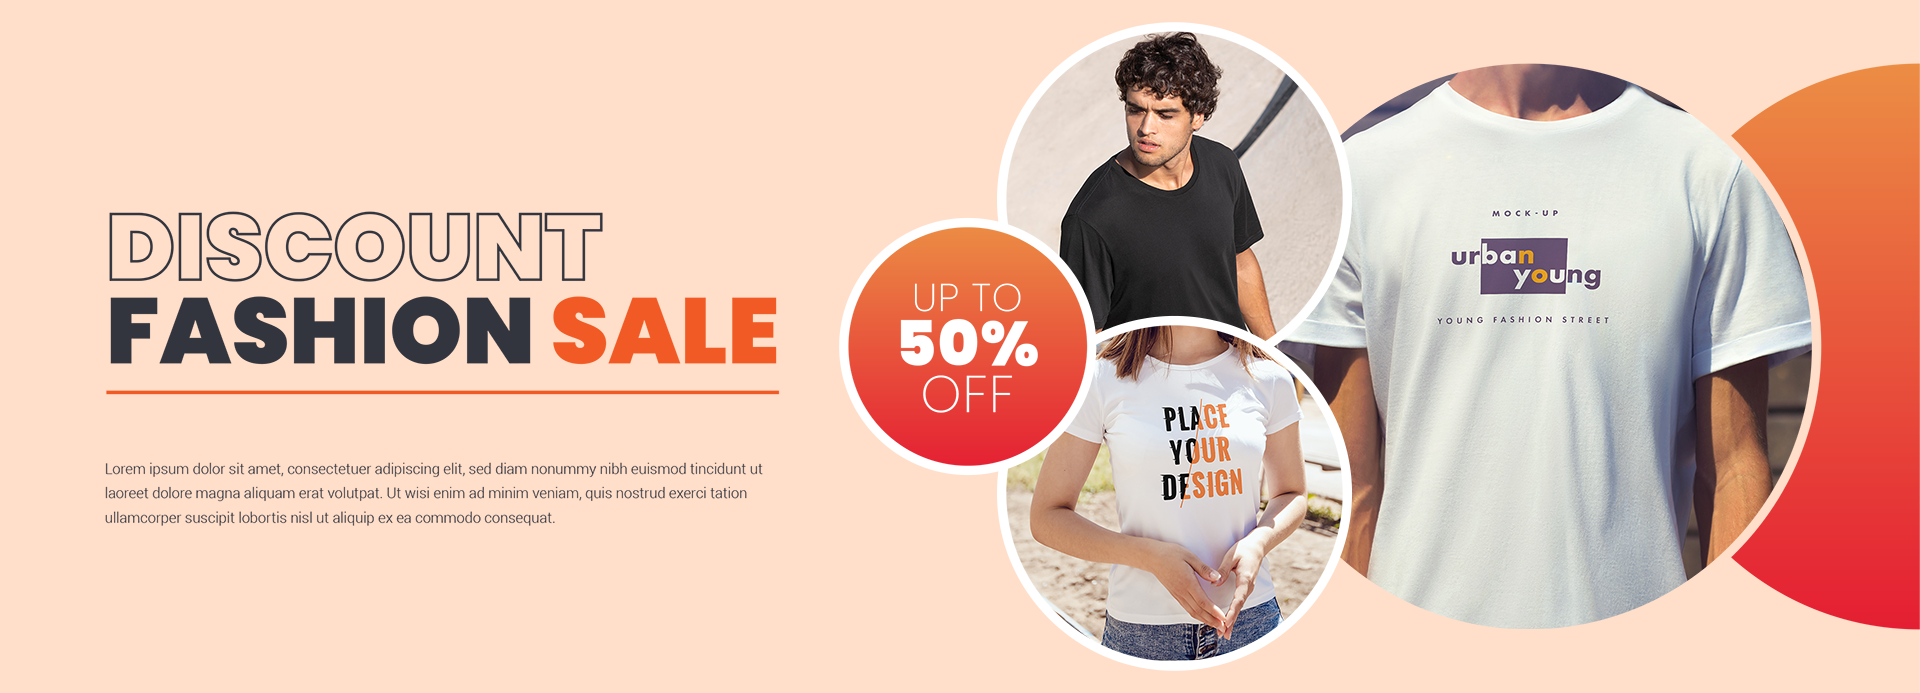 DISCOUNT
FASHION SALE
Lorem ipsum dolor sit amet, consectetuer adipiscing elit, sed diam nonummy nibh euismod tincidunt ut
laoreet dolore magna aliquam erat volutpat. Ut wisi enim ad minim veniam, quis nostrud exerci tation
ullamcorper suscipit lobortis nisl ut aliquip ex ea commodo consequat.
UP TO
50%
OFF
PLACE
YOUR
DESIGN
MOCK-UP
urban
young
YOUNG FASHION STREET